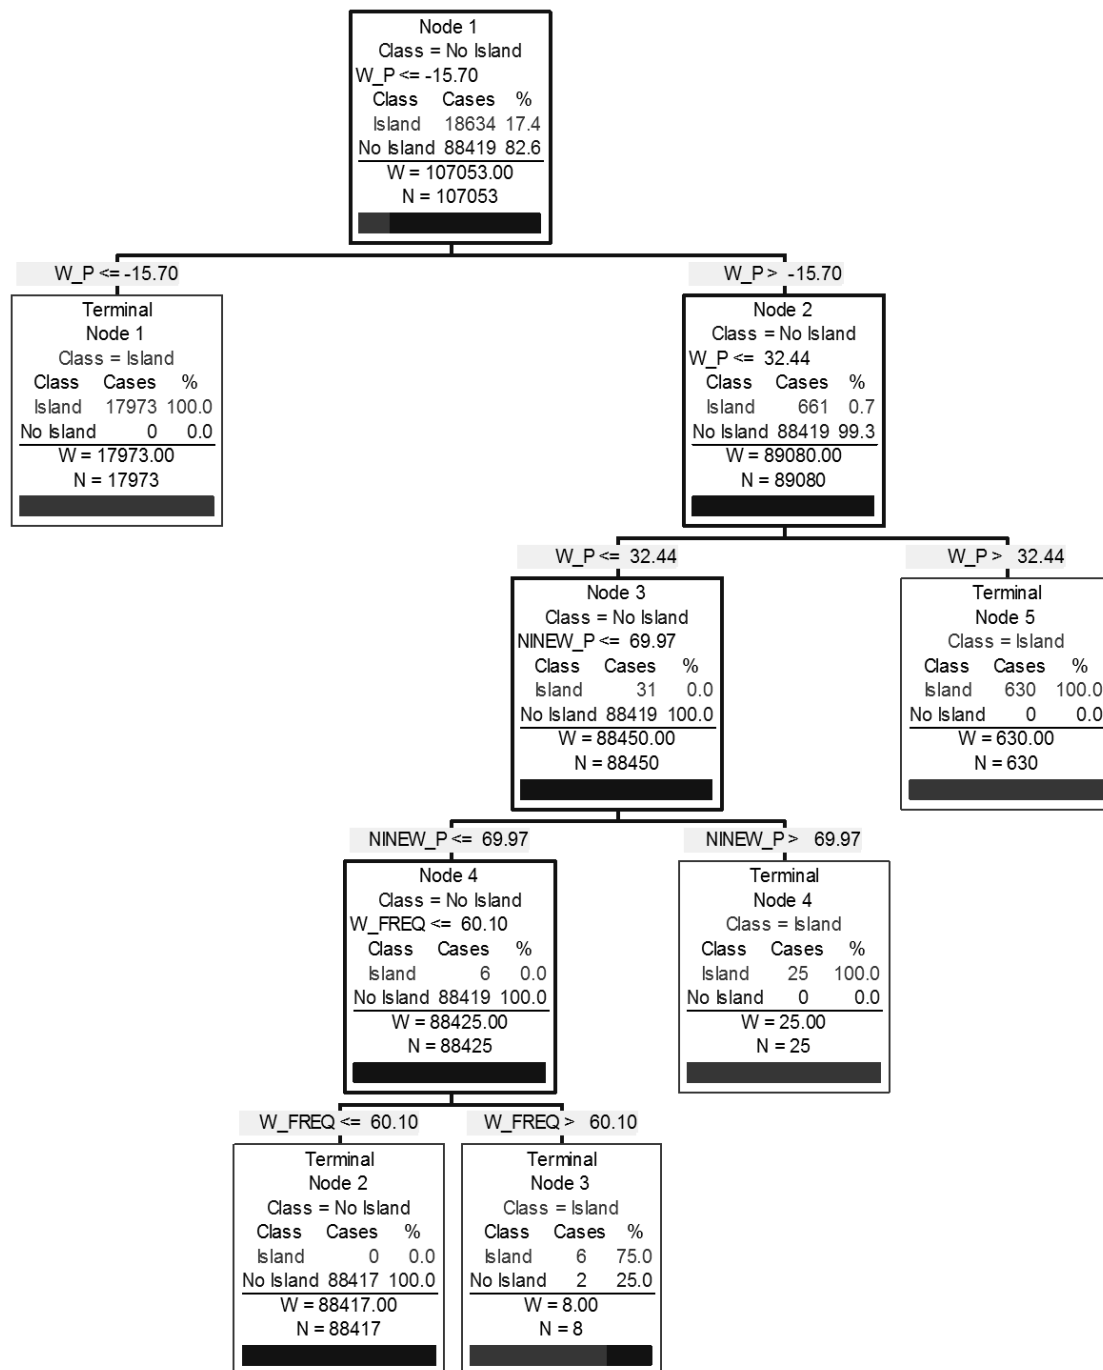 Node 1
Class = No Island
W_P <= -15.70
Class Cases %
Island 18634 17.4
No Island 88419 82.6
W = 107053.00
N = 107053
W_P <= -15.70
W_P > -15.70
Terminal
Node 1
Class = Island
Class Cases %
Island 17973 100.0
No Island 0 0.0
W = 17973.00
N = 17973
Node 2
Class = No Island
W_P <= 32.44
Class Cases %
Island 661 0.7
No Island 88419 99.3
W = 89080.00
N = 89080
W_P <= 32.44
W_P > 32.44
Node 3
Class = No Island
NINEW_P <= 69.97
Class Cases %
Island 31 0.0
No Island 88419 100.0
W = 88450.00
N = 88450
Terminal
Node 5
Class = Island
Class Cases %
Island 630 100.0
No Island 0 0.0
W = 630.00
N = 630
NINEW_P <= 69.97
NINEW_P > 69.97
Node 4
Class = No Island
W_FREQ <= 60.10
Class Cases %
Island 6 0.0
No Island 88419 100.0
W = 88425.00
N = 88425
Terminal
Node 4
Class = Island
Class Cases %
Island 25 100.0
No Island 0 0.0
W = 25.00
N = 25
W_FREQ <= 60.10
W_FREQ > 60.10
Terminal
Node 2
Class = No Island
Class Cases %
Island 0 0.0
No Island 88417 100.0
W = 88417.00
N = 88417
Terminal
Node 3
Class = Island
Class Cases %
Island 6 75.0
No Island 2 25.0
W = 8.00
N = 8